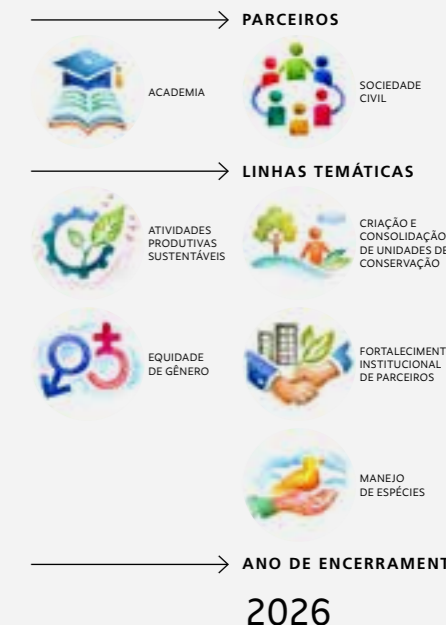 PARCEIROS
ACADEMIA
SOCIEDADE
CIVIL
LINHAS TEMÁTICAS
ATIVIDADES
PRODUTIVAS
SUSTENTÁVEIS
CRIAÇÃO E
CONSOLIDAÇÃO
DE UNIDADES DE
CONSERVAÇÃO
EQUIDADE
DE GÊNERO
FORTALECIMENT
INSTITUCIONAL
DE PARCEIROS
MANEJO
DE ESPÉCIES
ANO DE ENCERRAMENT
2026